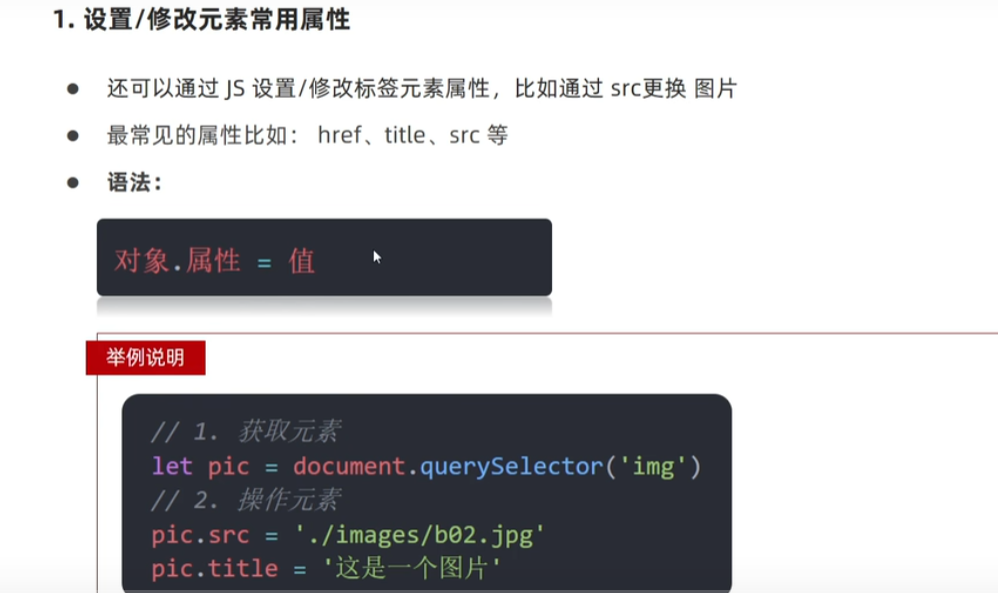 1. 设置/修改元素常用属性
● 还可以通过 JS 设置/修改标签元素属性，比如通过 src更换 图片
● 最常见的属性比如： href、title、src 等
● 语法：
对象.属性 = 值
举例说明
// 1. 获取元素
let pic = document.querySelector('img')
// 2. 操作元素
pic.src = './images/b02.jpg'
pic.title = '这是一个图片'